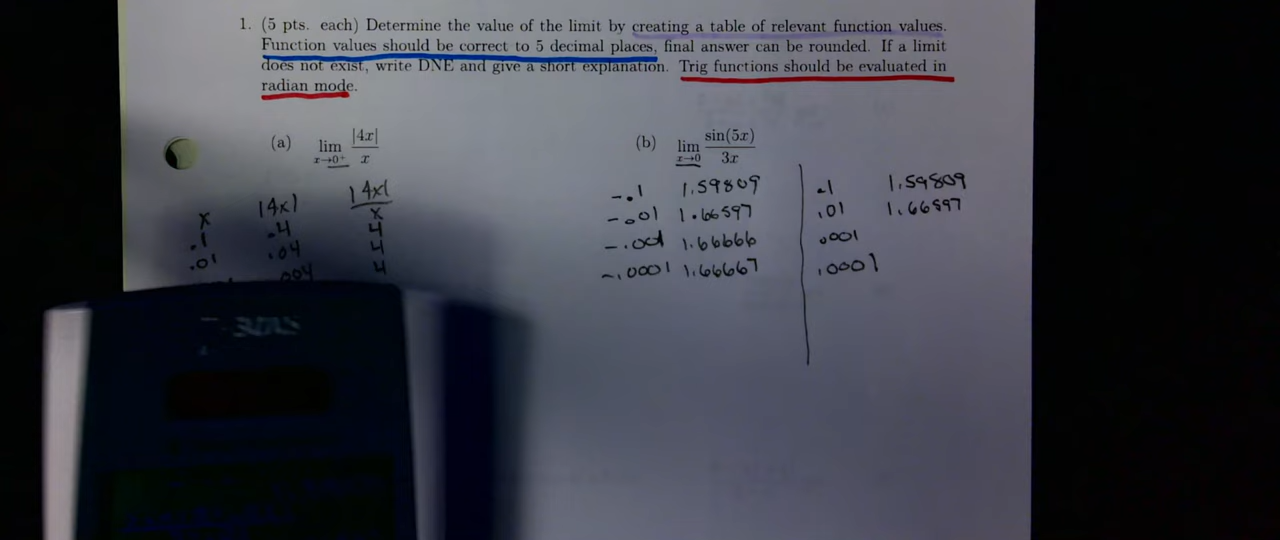 1. (5 pts. each) Determine the value of the limit by creating a table of relevant function values.
Function values should be correct to 5 decimal places, final answer can be rounded. If a limit
does not exist, write DNE and give a short explanation. Trig functions should be evaluated in
radian mode.
(a) lim x→0⁺ |4x| / x
x |4x| |4x|/x
.1 .4 4
.01 .04 4
.004 4
(b) lim x→0 sin(5x) / 3x
-.1 1.59809
-.01 1.66597
-.001 1.66666
-.0001 1.66667
.1 1.59809
.01 1.66597
.0001
.0001